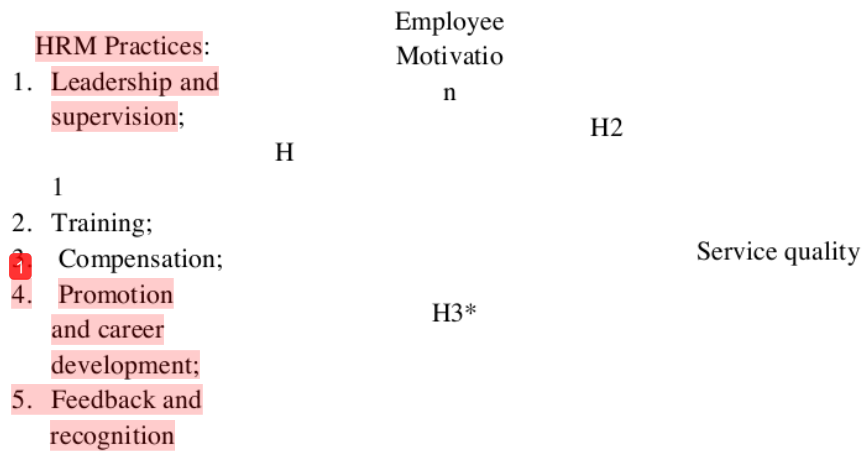 Employee
Motivatio
n
HRM Practices:
1. Leadership and
supervision;
H2
H
1
2. Training;
3. Compensation;
1
Service quality
4. Promotion
and career
development;
H3*
5. Feedback and
recognition